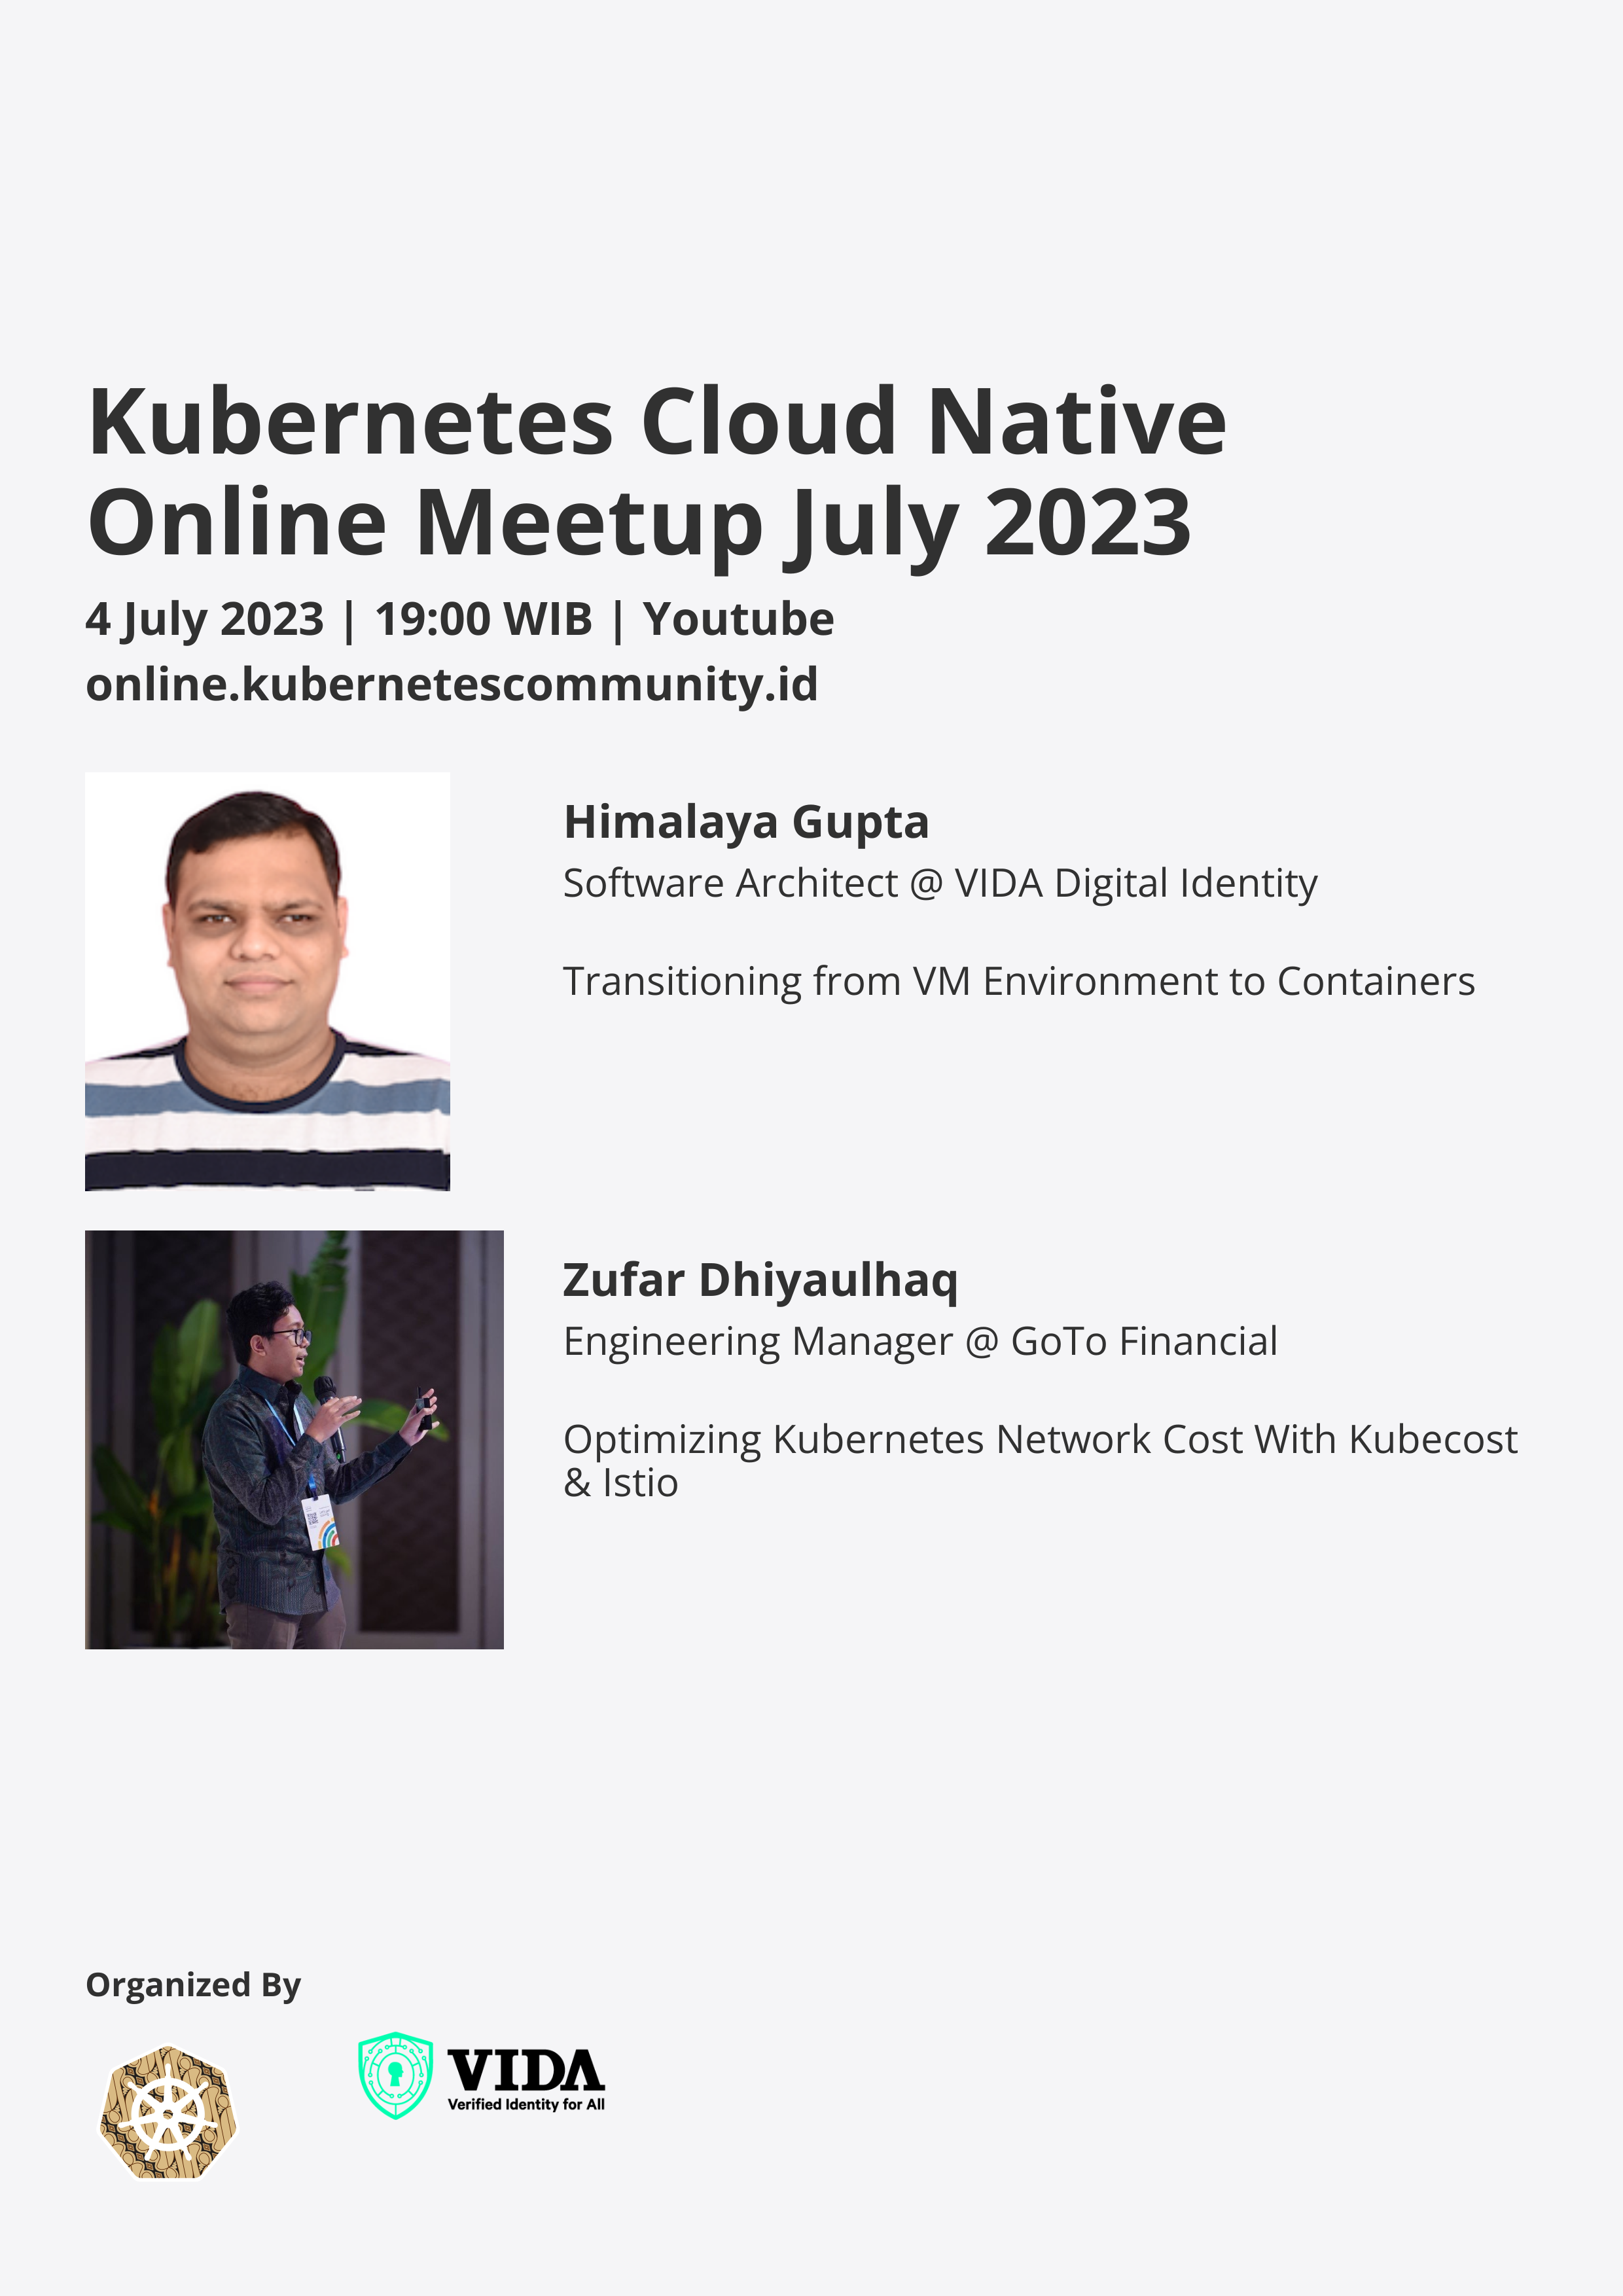 Kubernetes Cloud Native
Online Meetup July 2023
4 July 2023 | 19:00 WIB | Youtube
online.kubernetescommunity.id
Himalaya Gupta
Software Architect @ VIDA Digital Identity
Transitioning from VM Environment to Containers
Zufar Dhiyaulhaq
Engineering Manager @ GoTo Financial
Optimizing Kubernetes Network Cost With Kubecost
& Istio
Organized By
VIDA
Verified Identity for All